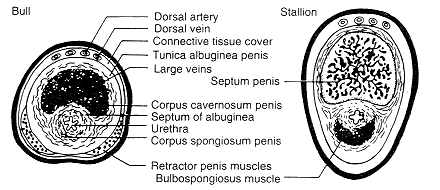 Bull
Stallion
Dorsal artery
Dorsal vein
Connective tissue cover
Tunica albuginea penis
Large veins
Septum penis
Corpus cavernosum penis
Septum of albuginea
Urethra
Corpus spongiosum penis
Retractor penis muscles
Bulbospongiosus muscle